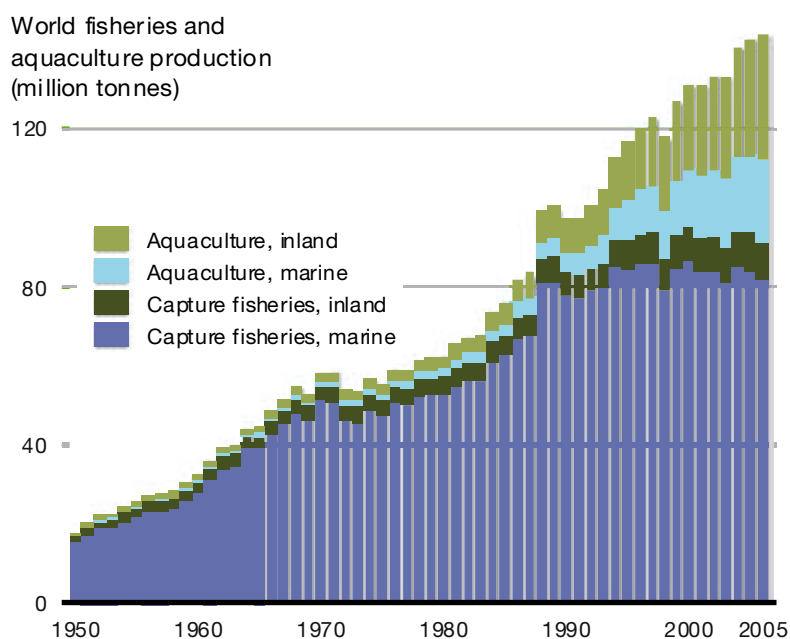 World fisheries and
aquaculture production
(million tonnes)
120
80
40
0
Aquaculture, inland
Aquaculture, marine
Capture fisheries, inland
Capture fisheries, marine
1950 1960 1970 1980 1990 2000 2005